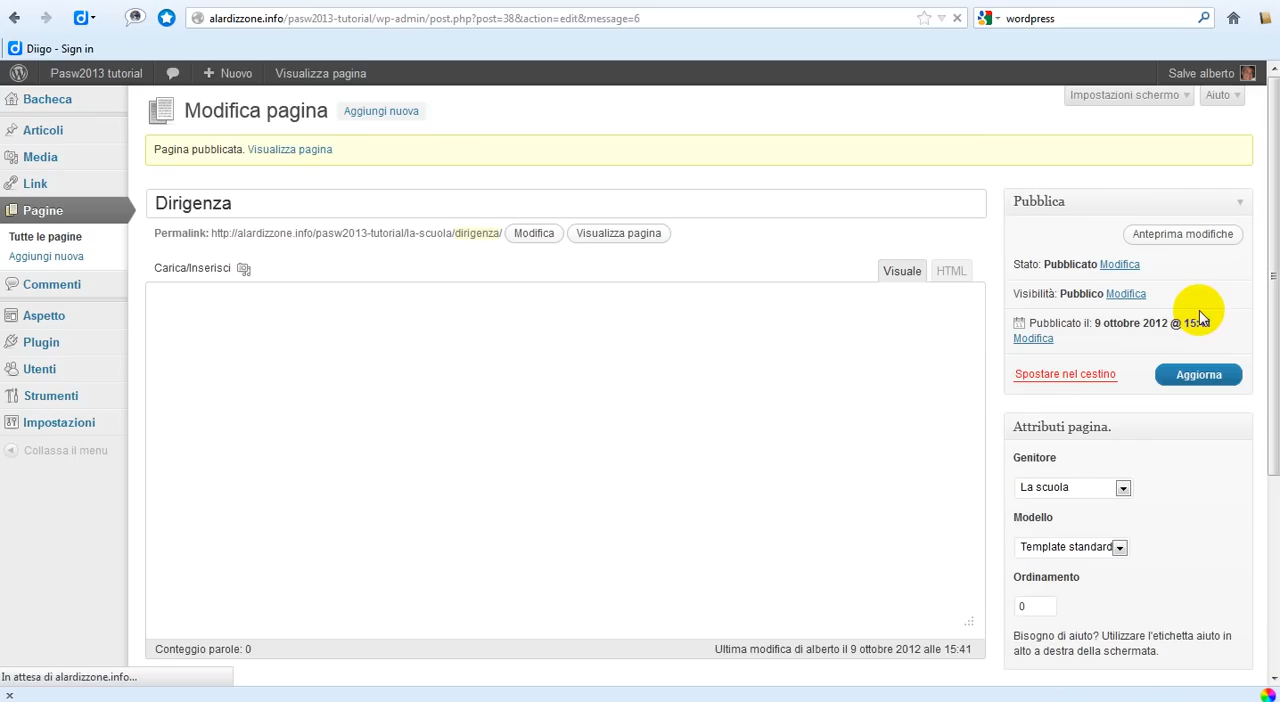 alardizzone.info/pasw2013-tutorial/wp-admin/post.php?post=38&action=edit&message=6
wordpress
Diigo - Sign in
Pasw2013 tutorial
Nuovo
Visualizza pagina
Salve alberto
Bacheca
Articoli
Media
Link
Pagine
Tutte le pagine
Aggiungi nuova
Commenti
Aspetto
Plugin
Utenti
Strumenti
Impostazioni
Collassa il menu
Impostazioni schermo
Aiuto
Modifica pagina
Aggiungi nuova
Pagina pubblicata. Visualizza pagina
Dirigenza
Permalink: http://alardizzone.info/pasw2013-tutorial/la-scuola/dirigenza/ Modifica Visualizza pagina
Carica/Inserisci
Visuale
HTML
Conteggio parole: 0
Ultima modifica di alberto il 9 ottobre 2012 alle 15:41
Pubblica
Anteprima modifiche
Stato: Pubblicato Modifica
Visibilità: Pubblico Modifica
Pubblicato il: 9 ottobre 2012 @
Modifica
Spostare nel cestino
Aggiorna
Attributi pagina.
Genitore
La scuola
Modello
Template standard
Ordinamento
0
Bisogno di aiuto? Utilizzare l'etichetta aiuto in
alto a destra della schermata.
In attesa di alardizzone.info...